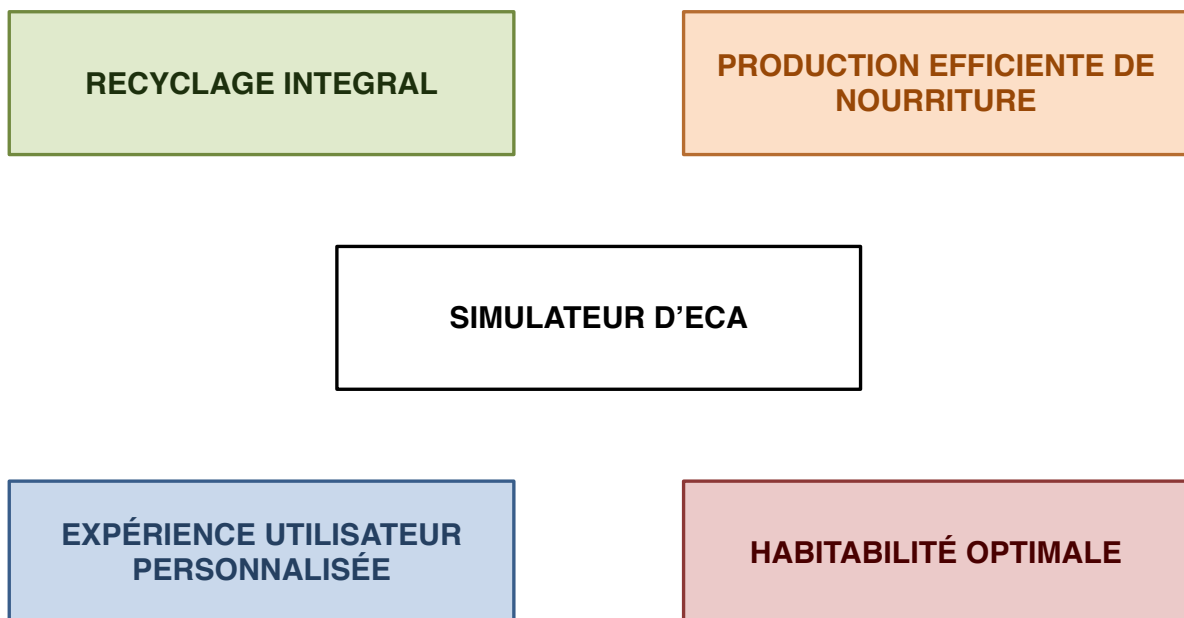 RECYCLAGE INTEGRAL
PRODUCTION EFFICIENTE DE
NOURRITURE
SIMULATEUR D’ECA
EXPÉRIENCE UTILISATEUR
PERSONNALISÉE
HABITABILITÉ OPTIMALE